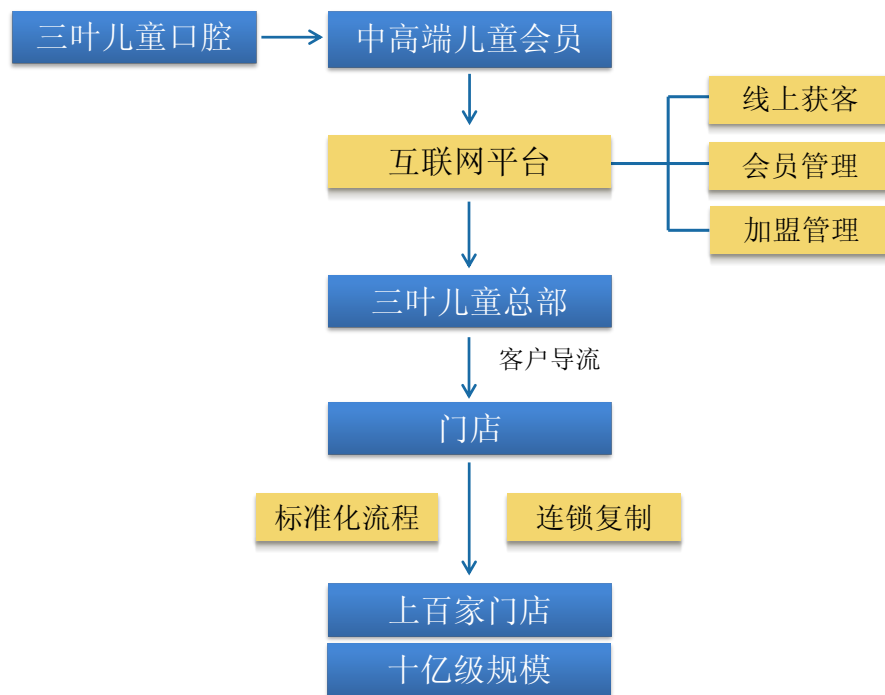 三叶儿童口腔
中高端儿童会员
线上获客
互联网平台
会员管理
加盟管理
三叶儿童总部
客户导流
门店
标准化流程
连锁复制
上百家门店
十亿级规模